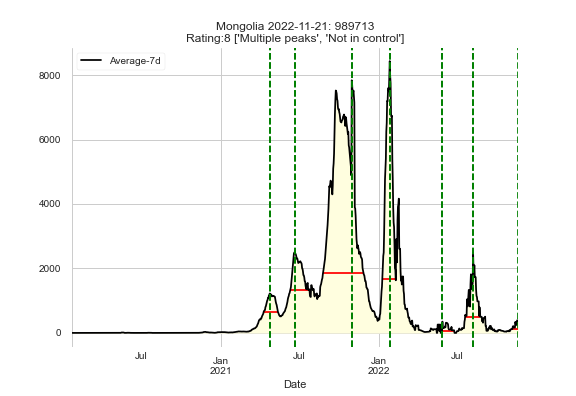 Mongolia 2022-11-21: 989713
Rating:8 ['Multiple peaks', 'Not in control']
Average-7d
8000
6000
4000
2000
0
Jul
Jan
2021
Jul
Jan
2022
Jul
Date